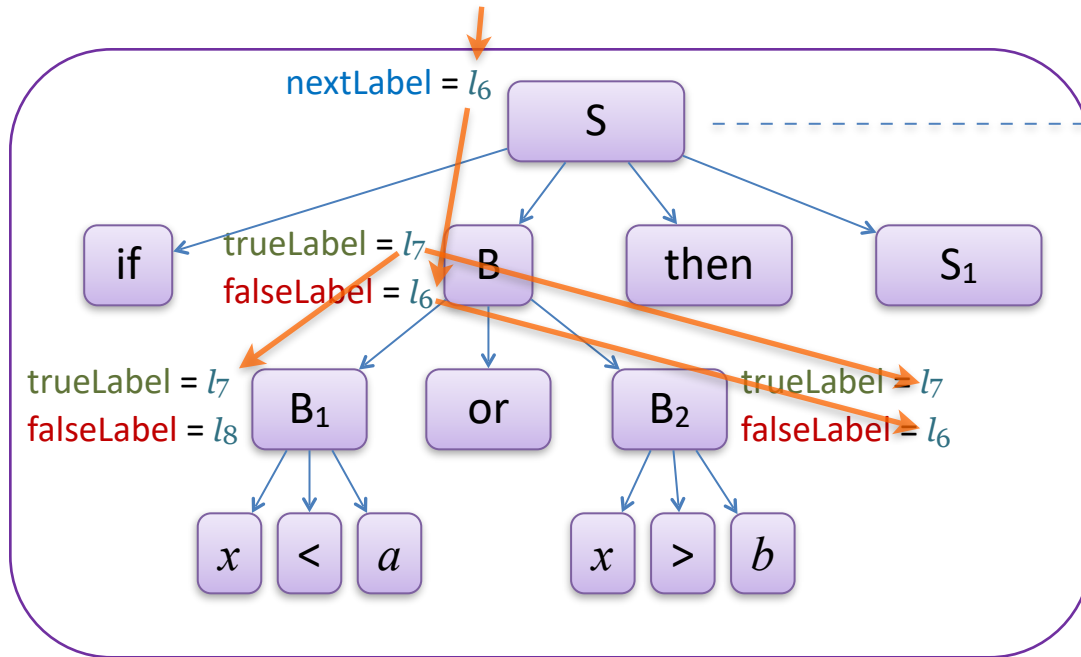 nextLabel = l₆
S
if
trueLabel = l₇
falseLabel = l₆
B
then
S₁
trueLabel = l₇
falseLabel = l₈
B₁
or
B₂
trueLabel = l₇
falseLabel = l₆
x
<
a
x
>
b